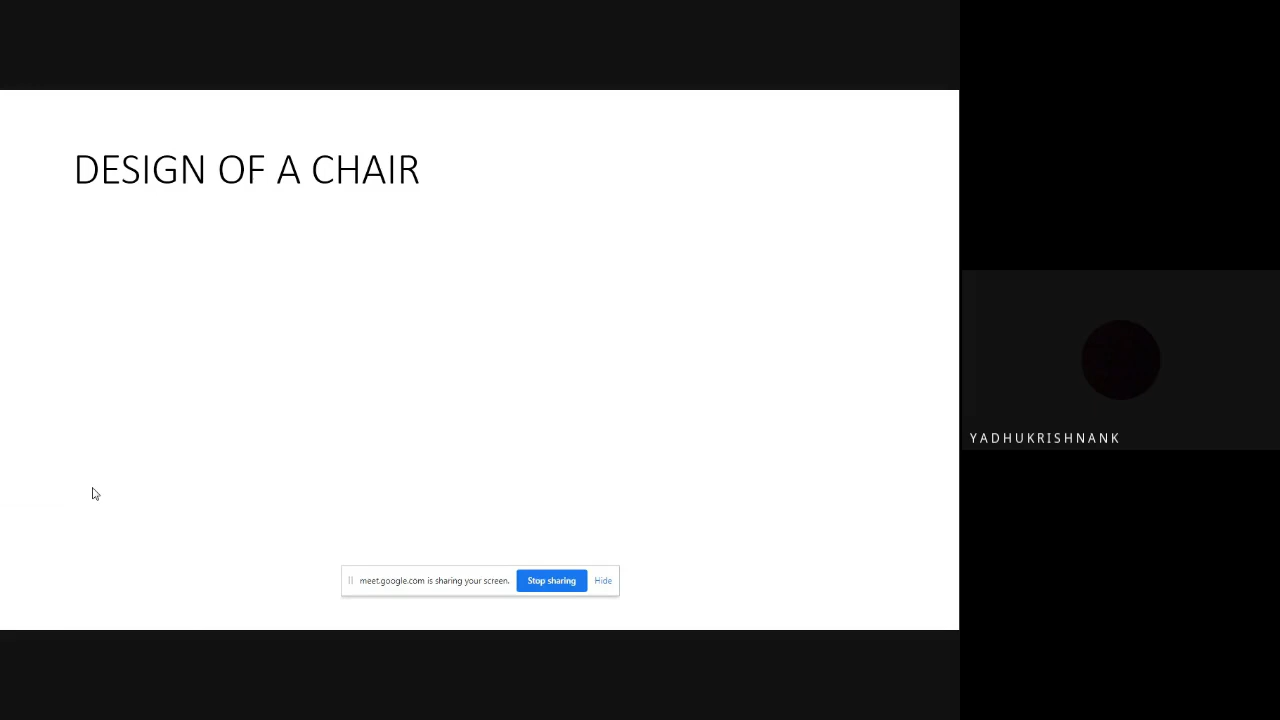 DESIGN OF A CHAIR
meet.google.com is sharing your screen. Stop sharing Hide
YADHUKRISHNANK